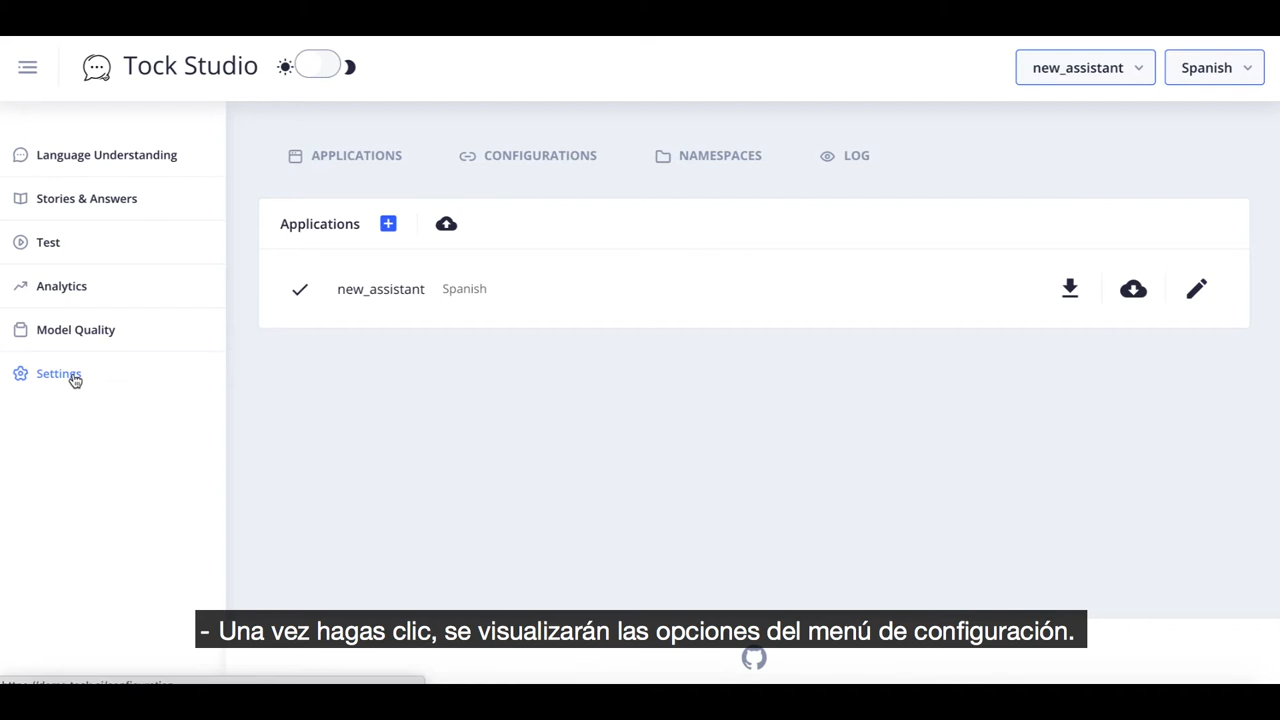 Tock Studio
new_assistant
Spanish
Language Understanding
Stories & Answers
Test
Analytics
Model Quality
Settings
APPLICATIONS
CONFIGURATIONS
NAMESPACES
LOG
Applications
new_assistant Spanish
- Una vez hagas clic, se visualizarán las opciones del menú de configuración.